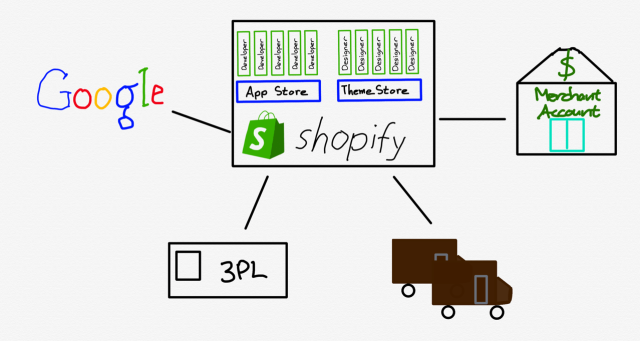 Developer Developer Developer Developer Developer
Designer Designer Designer Designer Designer
App Store
Theme Store
Google
S shopify
$
Merchant
Account
3PL